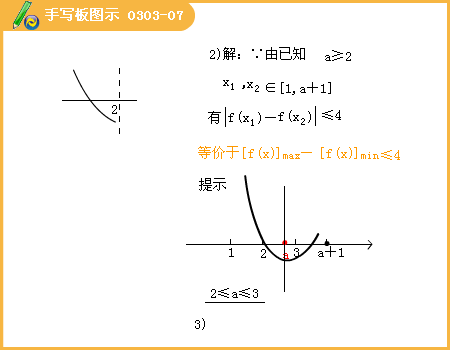 手写板图示 0303-07
2)解：∵由已知 a≥2
x₁ ,x₂∈[1,a＋1]
有|f(x₁)－f(x₂)|≤4
等价于[f(x)]max－ [f(x)]min≤4
提示
2
1 2 a 3 a＋1
2≤a≤3
3)